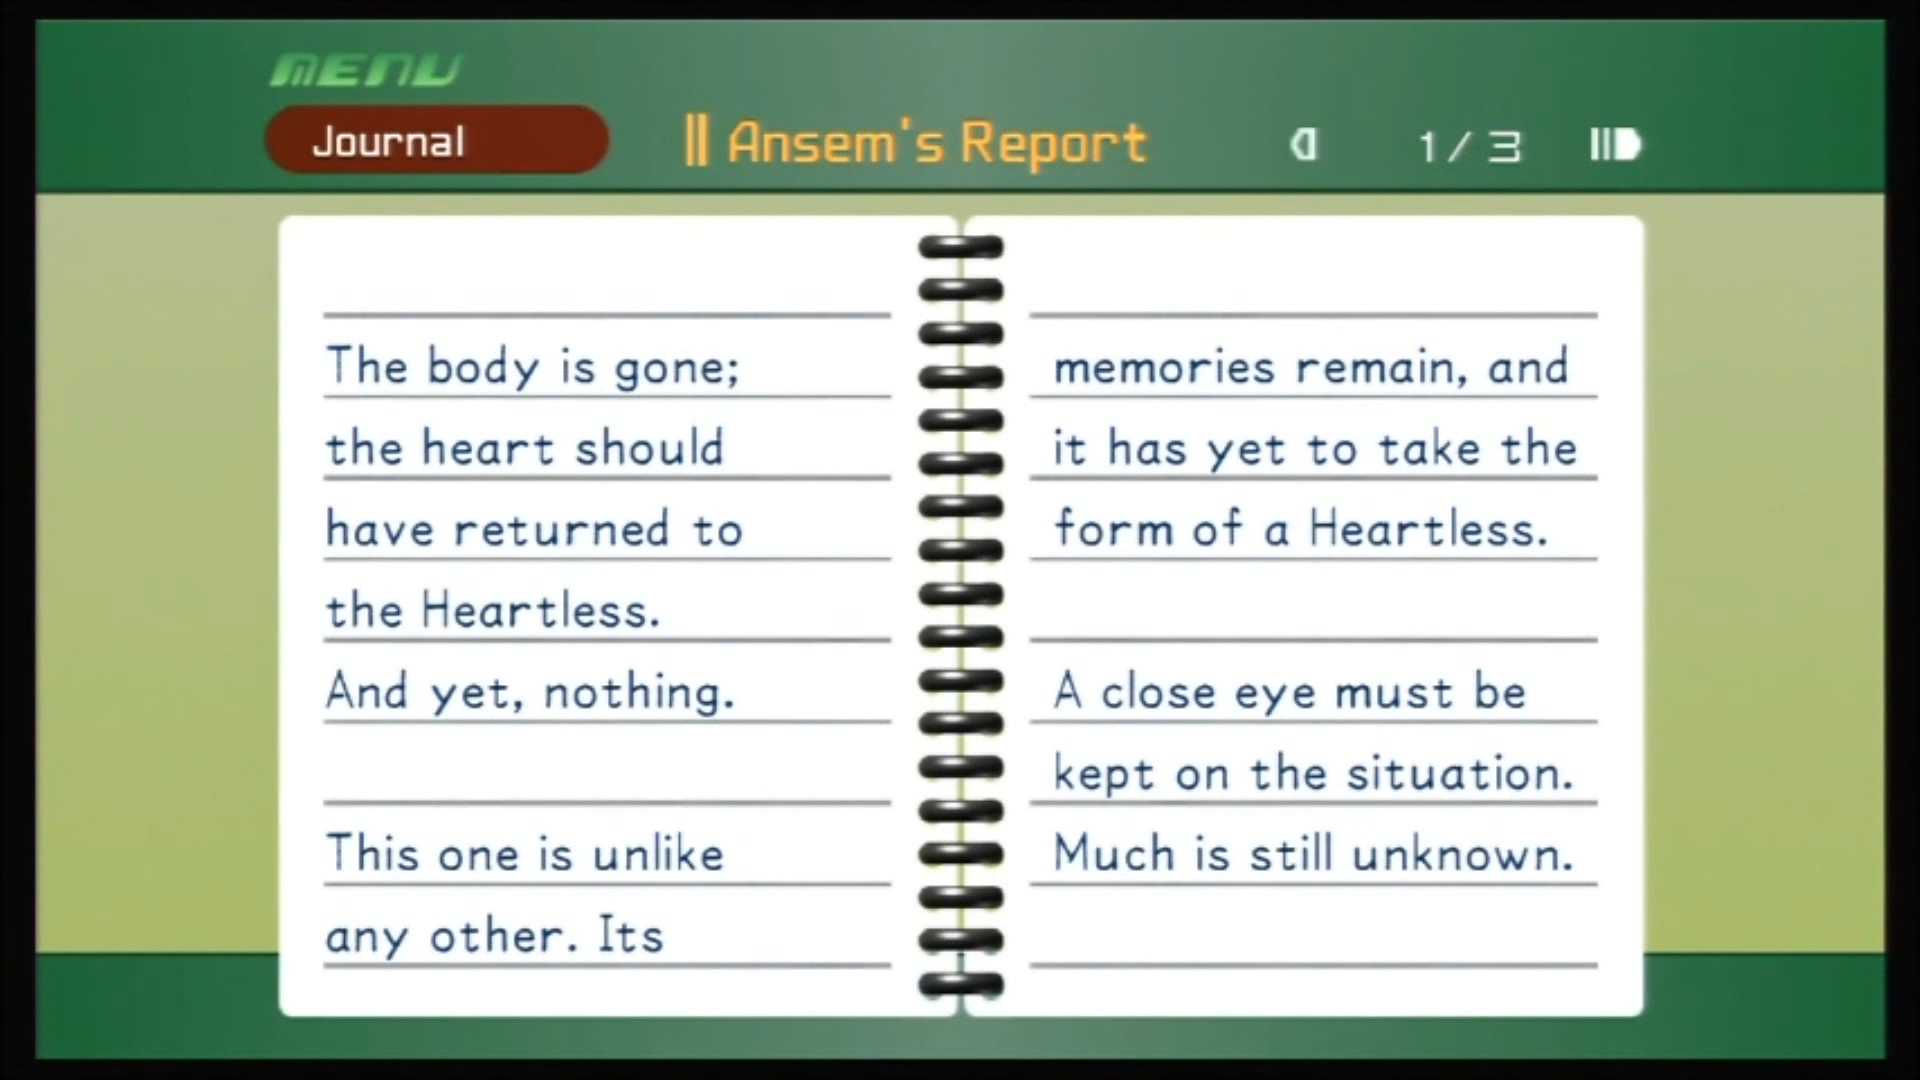 MENU
Journal
Ansem's Report
1/3
The body is gone;
the heart should
have returned to
the Heartless.
And yet, nothing.
This one is unlike
any other. Its
memories remain, and
it has yet to take the
form of a Heartless.
A close eye must be
kept on the situation.
Much is still unknown.